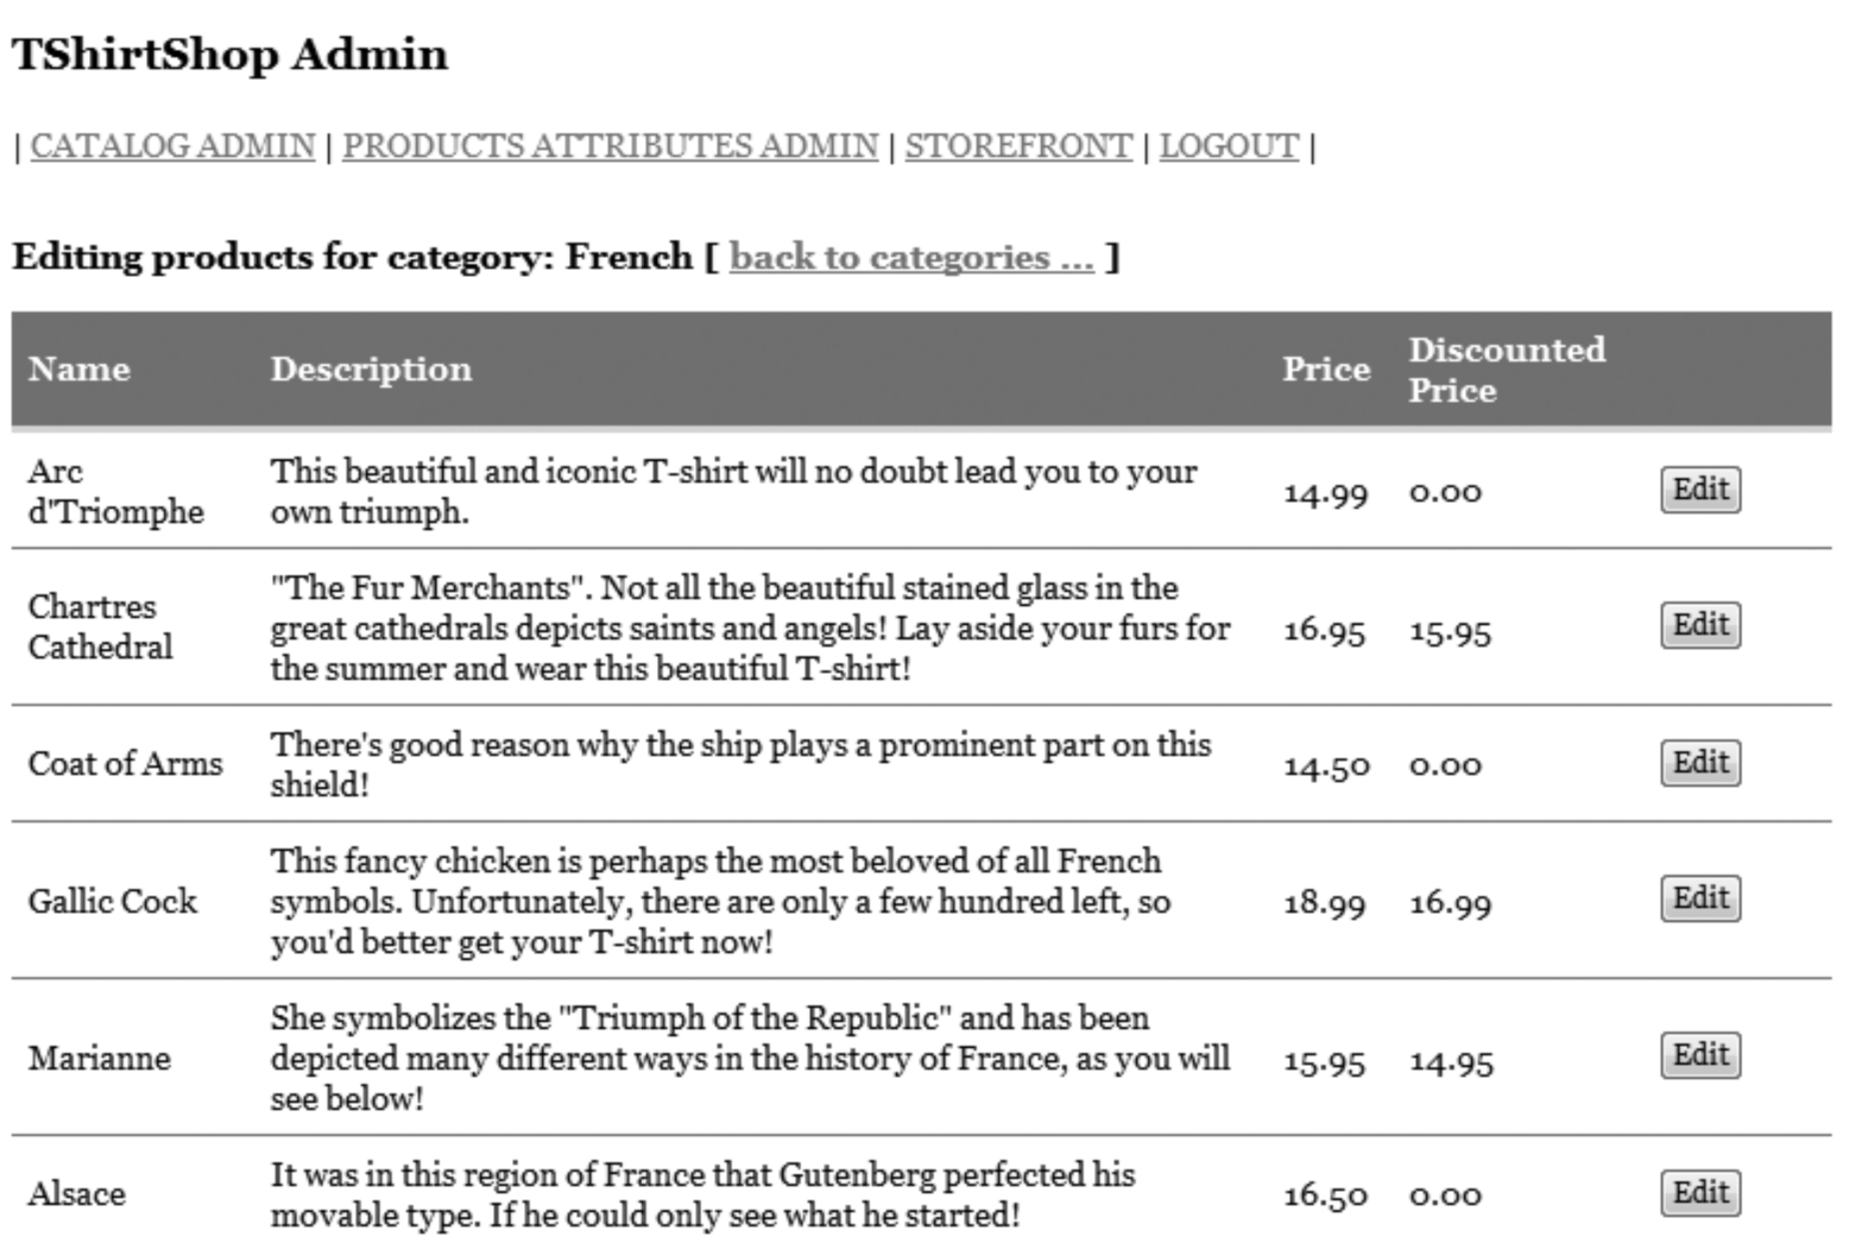 TShirtShop Admin
| CATALOG ADMIN | PRODUCTS ATTRIBUTES ADMIN | STOREFRONT | LOGOUT |
Editing products for category: French [ back to categories ... ]
Name Description Price Discounted
Price
Arc
d'Triomphe
This beautiful and iconic T-shirt will no doubt lead you to your
own triumph.
14.99 0.00 Edit
Chartres
Cathedral
"The Fur Merchants". Not all the beautiful stained glass in the
great cathedrals depicts saints and angels! Lay aside your furs for
the summer and wear this beautiful T-shirt!
16.95 15.95 Edit
Coat of Arms
There's good reason why the ship plays a prominent part on this
shield!
14.50 0.00 Edit
Gallic Cock
This fancy chicken is perhaps the most beloved of all French
symbols. Unfortunately, there are only a few hundred left, so
you'd better get your T-shirt now!
18.99 16.99 Edit
Marianne
She symbolizes the "Triumph of the Republic" and has been
depicted many different ways in the history of France, as you will
see below!
15.95 14.95 Edit
Alsace
It was in this region of France that Gutenberg perfected his
movable type. If he could only see what he started!
16.50 0.00 Edit